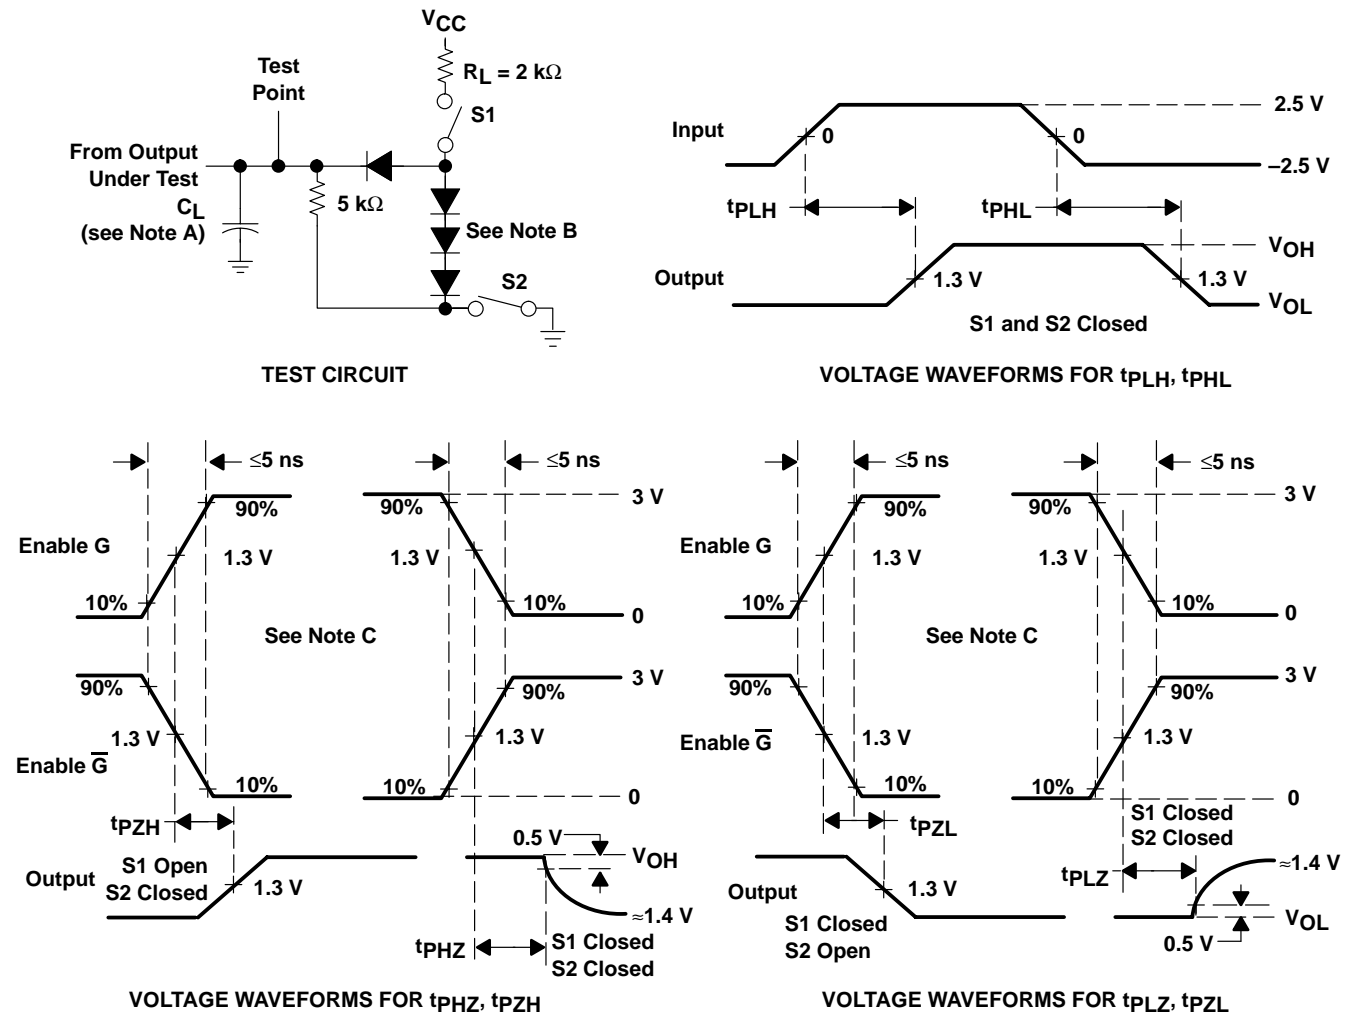 VCC
RL = 2 kΩ
Test
Point
S1
From Output
Under Test
CL
(see Note A)
5 kΩ
See Note B
S2
TEST CIRCUIT
Input
2.5 V
0
0
–2.5 V
tPLH
tPHL
Output
VOH
1.3 V
1.3 V
VOL
S1 and S2 Closed
VOLTAGE WAVEFORMS FOR tPLH, tPHL
≤5 ns
≤5 ns
90%
90%
3 V
Enable G
1.3 V
1.3 V
10%
10%
0
See Note C
90%
90%
3 V
Enable G̅
1.3 V
1.3 V
10%
10%
0
tPZH
0.5 V
VOH
Output
S1 Open
S2 Closed
1.3 V
≈1.4 V
tPHZ
S1 Closed
S2 Closed
VOLTAGE WAVEFORMS FOR tPHZ, tPZH
≤5 ns
≤5 ns
90%
90%
3 V
Enable G
1.3 V
1.3 V
10%
10%
0
See Note C
90%
90%
3 V
Enable G̅
1.3 V
1.3 V
10%
10%
0
tPZL
S1 Closed
S2 Closed
≈1.4 V
Output
1.3 V
tPLZ
S1 Closed
S2 Open
VOL
0.5 V
VOLTAGE WAVEFORMS FOR tPLZ, tPZL